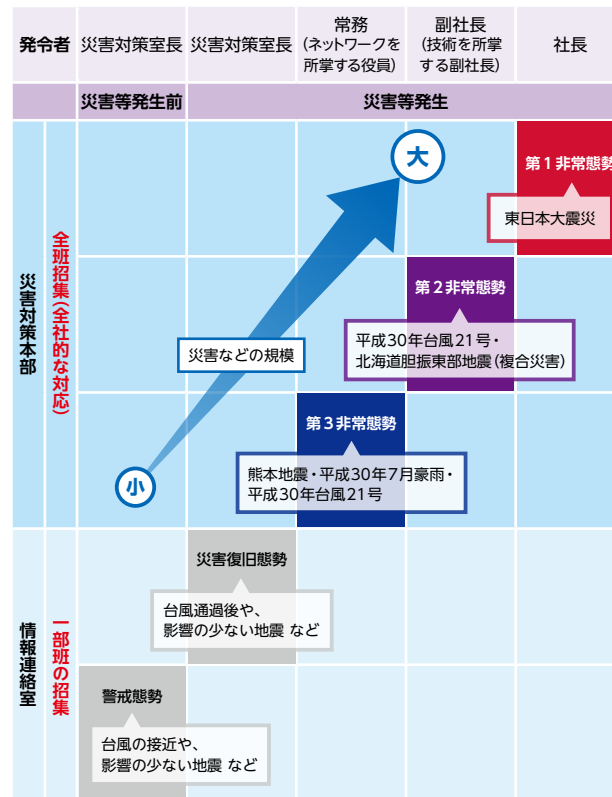 発令者
災害対策室長
災害対策室長
常務
(ネットワークを
所掌する役員)
副社長
(技術を所掌
する副社長)
社長
災害等発生前
災害等発生
災害対策本部
全班招集(全社的な対応)
大
第1非常態勢
東日本大震災
第2非常態勢
平成30年台風21号・
北海道胆振東部地震(複合災害)
災害などの規模
第3非常態勢
熊本地震・平成30年7月豪雨・
平成30年台風21号
小
情報連絡室
一部班の招集
災害復旧態勢
台風通過後や、
影響の少ない地震 など
警戒態勢
台風の接近や、
影響の少ない地震 など